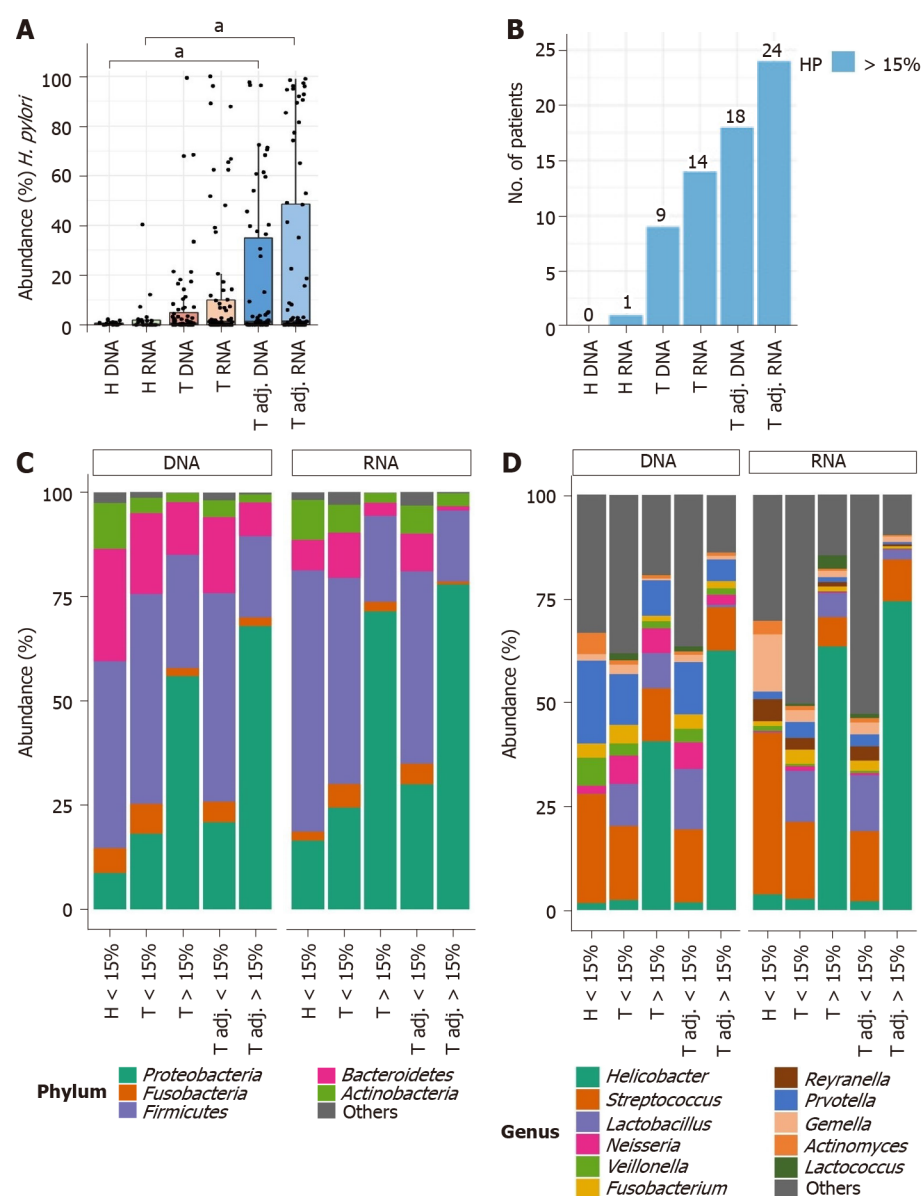 A
a
a
Abundance (%) H. pylori
100
80
60
40
20
0
H DNA
H RNA
T DNA
T RNA
T adj. DNA
T adj. RNA
B
No. of patients
25
20
15
10
5
0
0
1
9
14
18
24
HP > 15%
H DNA
H RNA
T DNA
T RNA
T adj. DNA
T adj. RNA
C
DNA
RNA
Abundance (%)
100
75
50
25
0
H < 15%
T < 15%
T > 15%
T adj. < 15%
T adj. > 15%
H < 15%
T < 15%
T > 15%
T adj. < 15%
T adj. > 15%
Phylum
Proteobacteria
Fusobacteria
Firmicutes
Bacteroidetes
Actinobacteria
Others
D
DNA
RNA
Abundance (%)
100
75
50
25
0
H < 15%
T < 15%
T > 15%
T adj. < 15%
T adj. > 15%
H < 15%
T < 15%
T > 15%
T adj. < 15%
T adj. > 15%
Genus
Helicobacter
Streptococcus
Lactobacillus
Neisseria
Veillonella
Fusobacterium
Reyranella
Prvotella
Gemella
Actinomyces
Lactococcus
Others